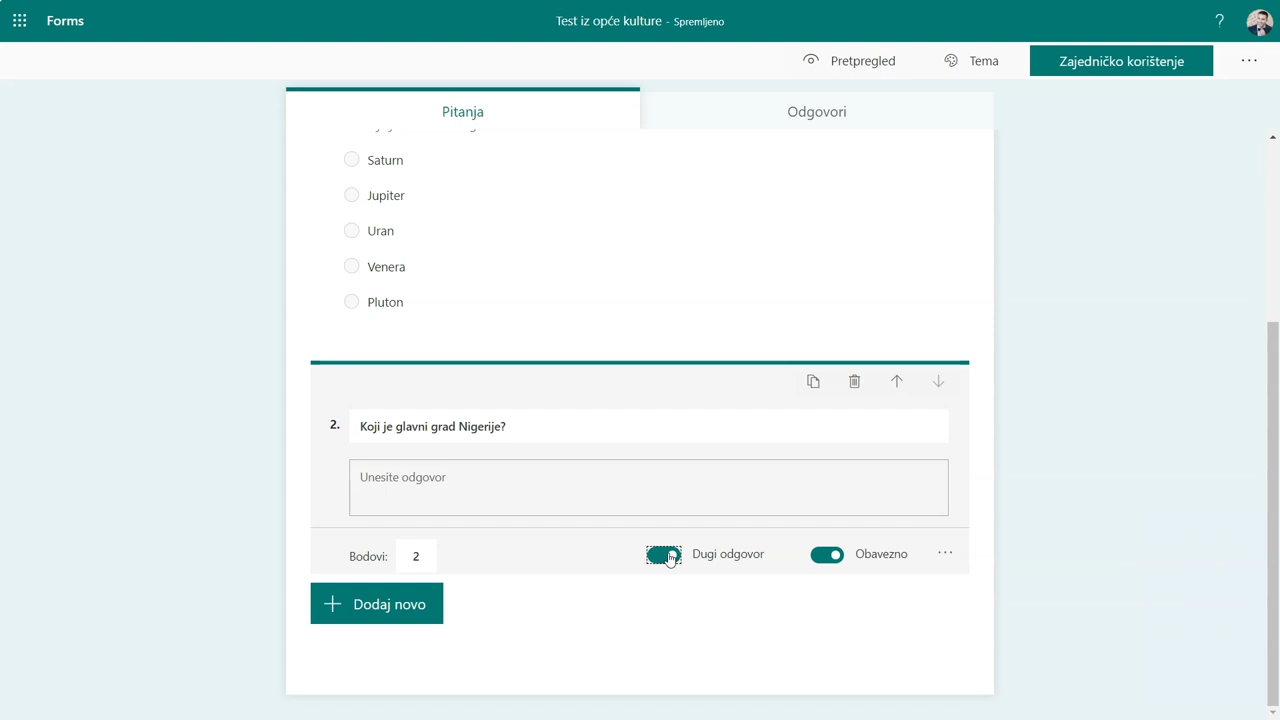 Forms
Test iz opće kulture - Spremljeno
?
Pretpregled
Tema
Zajedničko korištenje
Pitanja
Odgovori
Saturn
Jupiter
Uran
Venera
Pluton
2. Koji je glavni grad Nigerije?
Unesite odgovor
Bodovi: 2
Dugi odgovor
Obavezno
Dodaj novo